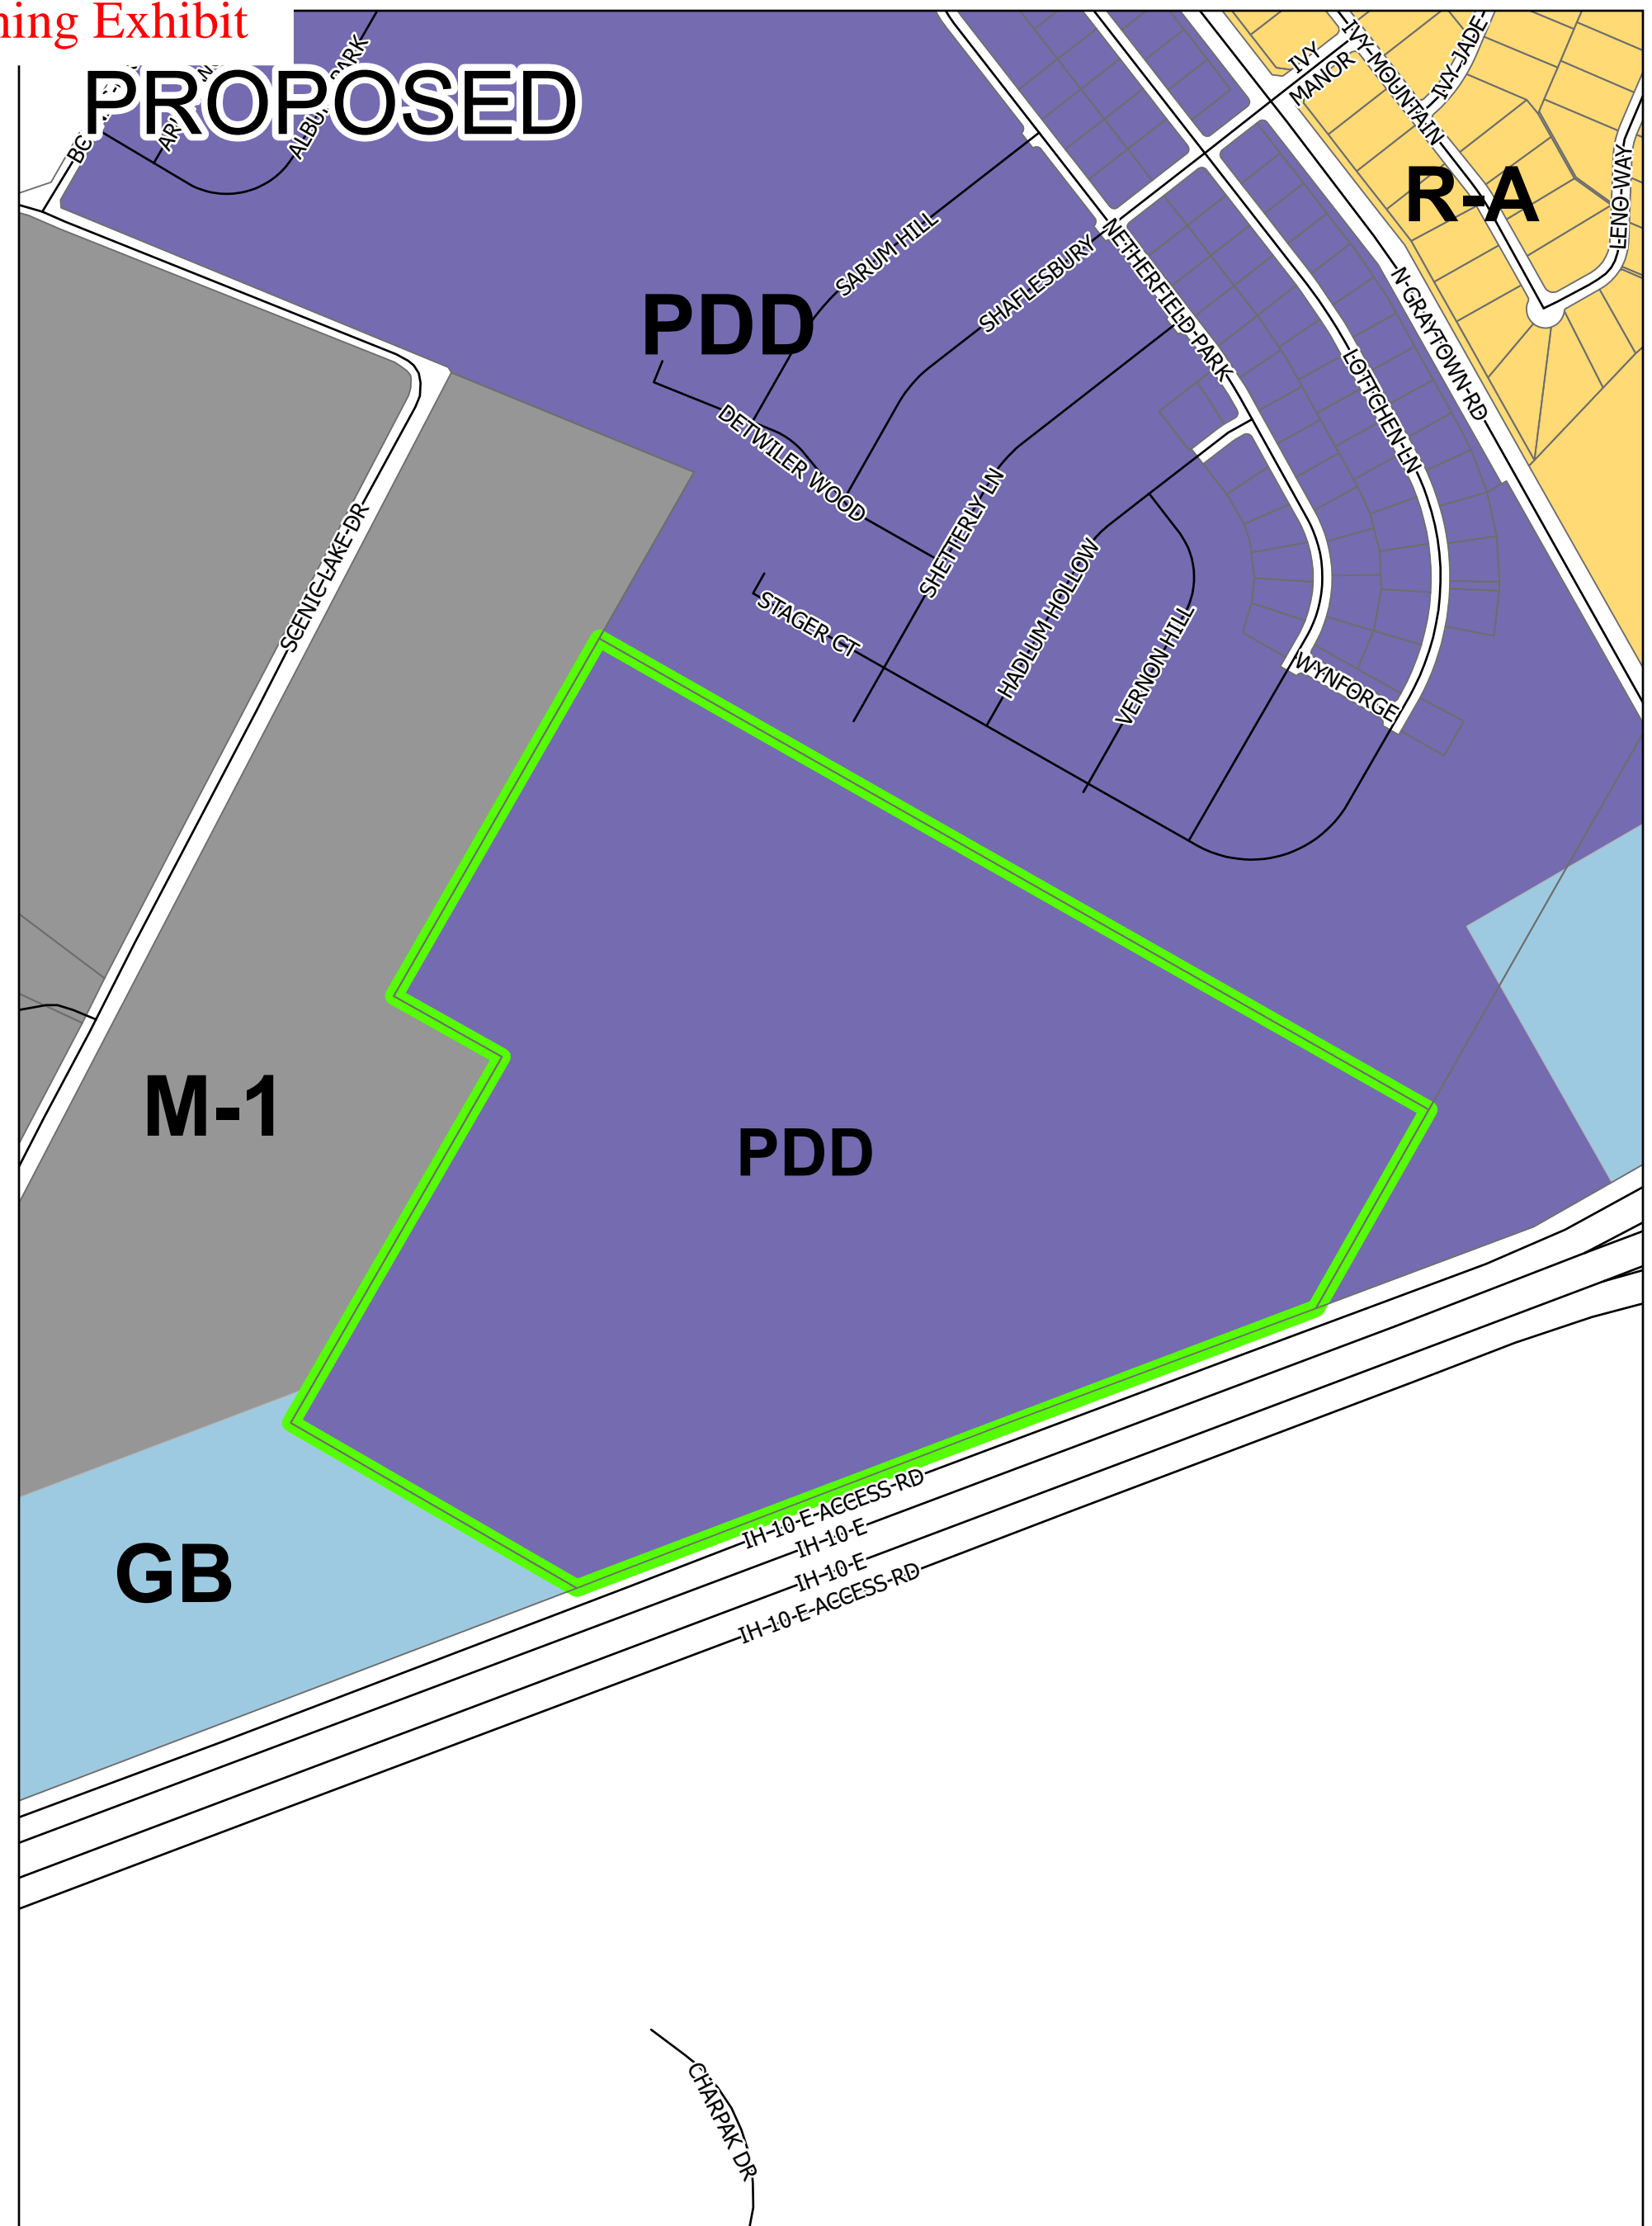 ning Exhibit
PROPOSED
PARK
IVY
MANOR
IVY-MOUNTAIN
IVY-JADE
LENO-WAY
R-A
SARUM HILL
SHAFLESBURY
NETHERFIELD-PARK
N-GRAYTOWN-RD
PDD
LOTTCHEN-LN
DETWILER WOOD
SHETTERLY LN
SCENIC-LAKE-DR
HADLUM-HOLLOW
STAGER CT
VERNON-HILL
WYNFORGE
M-1
PDD
GB
IH-10-E-ACCESS-RD
IH-10-E
IH-10-E
IH-10-E-ACCESS-RD
CHARPAK DR